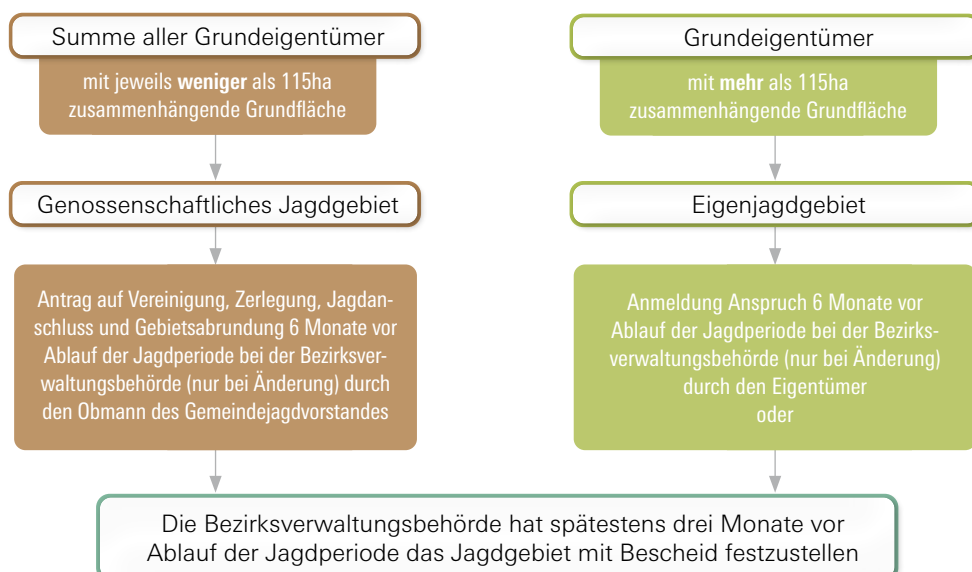 Summe aller Grundeigentümer
mit jeweils weniger als 115ha
zusammenhängende Grundfläche
Genossenschaftliches Jagdgebiet
Antrag auf Vereinigung, Zerlegung, Jagdan-
schluss und Gebietsabrundung 6 Monate vor
Ablauf der Jagdperiode bei der Bezirksver-
waltungsbehörde (nur bei Änderung) durch
den Obmann des Gemeindejagdvorstandes
Grundeigentümer
mit mehr als 115ha
zusammenhängende Grundfläche
Eigenjagdgebiet
Anmeldung Anspruch 6 Monate vor
Ablauf der Jagdperiode bei der Bezirks-
verwaltungsbehörde (nur bei Änderung)
durch den Eigentümer
oder
Die Bezirksverwaltungsbehörde hat spätestens drei Monate vor
Ablauf der Jagdperiode das Jagdgebiet mit Bescheid festzustellen